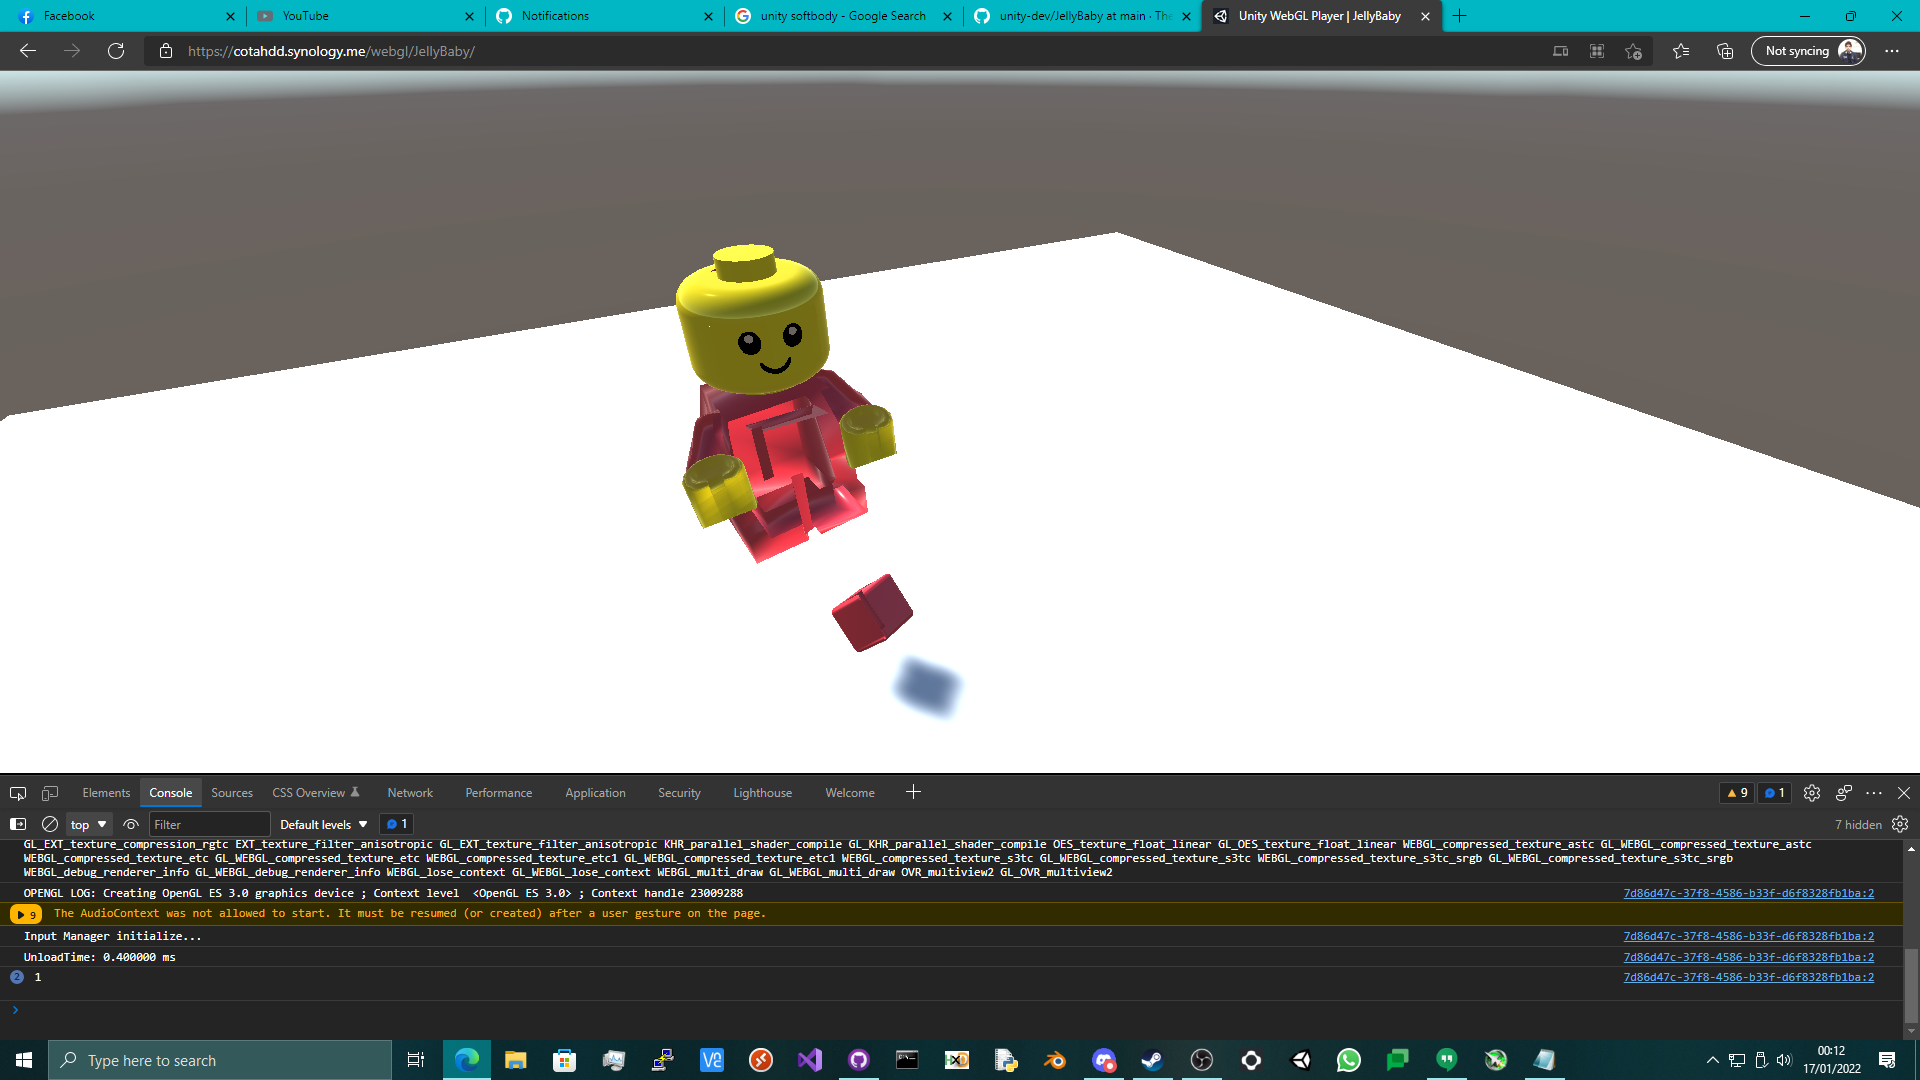 Facebook
YouTube
Notifications
unity softbody - Google Search
unity-dev/JellyBaby at main · The
Unity WebGL Player | JellyBaby
https://cotahdd.synology.me/webgl/JellyBaby/
Not syncing
Elements
Console
Sources
CSS Overview
Network
Performance
Application
Security
Lighthouse
Welcome
9
1
top
Filter
Default levels
1
7 hidden
GL_EXT_texture_compression_rgtc EXT_texture_filter_anisotropic GL_EXT_texture_filter_anisotropic KHR_parallel_shader_compile GL_KHR_parallel_shader_compile OES_texture_float_linear GL_OES_texture_float_linear WEBGL_compressed_texture_astc GL_WEBGL_compressed_texture_astc
WEBGL_compressed_texture_etc GL_WEBGL_compressed_texture_etc WEBGL_compressed_texture_etc1 GL_WEBGL_compressed_texture_etc1 WEBGL_compressed_texture_s3tc GL_WEBGL_compressed_texture_s3tc WEBGL_compressed_texture_s3tc_srgb GL_WEBGL_compressed_texture_s3tc_srgb
WEBGL_debug_renderer_info GL_WEBGL_debug_renderer_info WEBGL_lose_context GL_WEBGL_lose_context WEBGL_multi_draw GL_WEBGL_multi_draw OVR_multiview2 GL_OVR_multiview2
OPENGL LOG: Creating OpenGL ES 3.0 graphics device ; Context level <OpenGL ES 3.0> ; Context handle 23009288
7d86d47c-37f8-4586-b33f-d6f8328fb1ba:2
9
The AudioContext was not allowed to start. It must be resumed (or created) after a user gesture on the page.
Input Manager initialize...
7d86d47c-37f8-4586-b33f-d6f8328fb1ba:2
UnloadTime: 0.400000 ms
7d86d47c-37f8-4586-b33f-d6f8328fb1ba:2
2
1
7d86d47c-37f8-4586-b33f-d6f8328fb1ba:2
Type here to search
00:12
17/01/2022